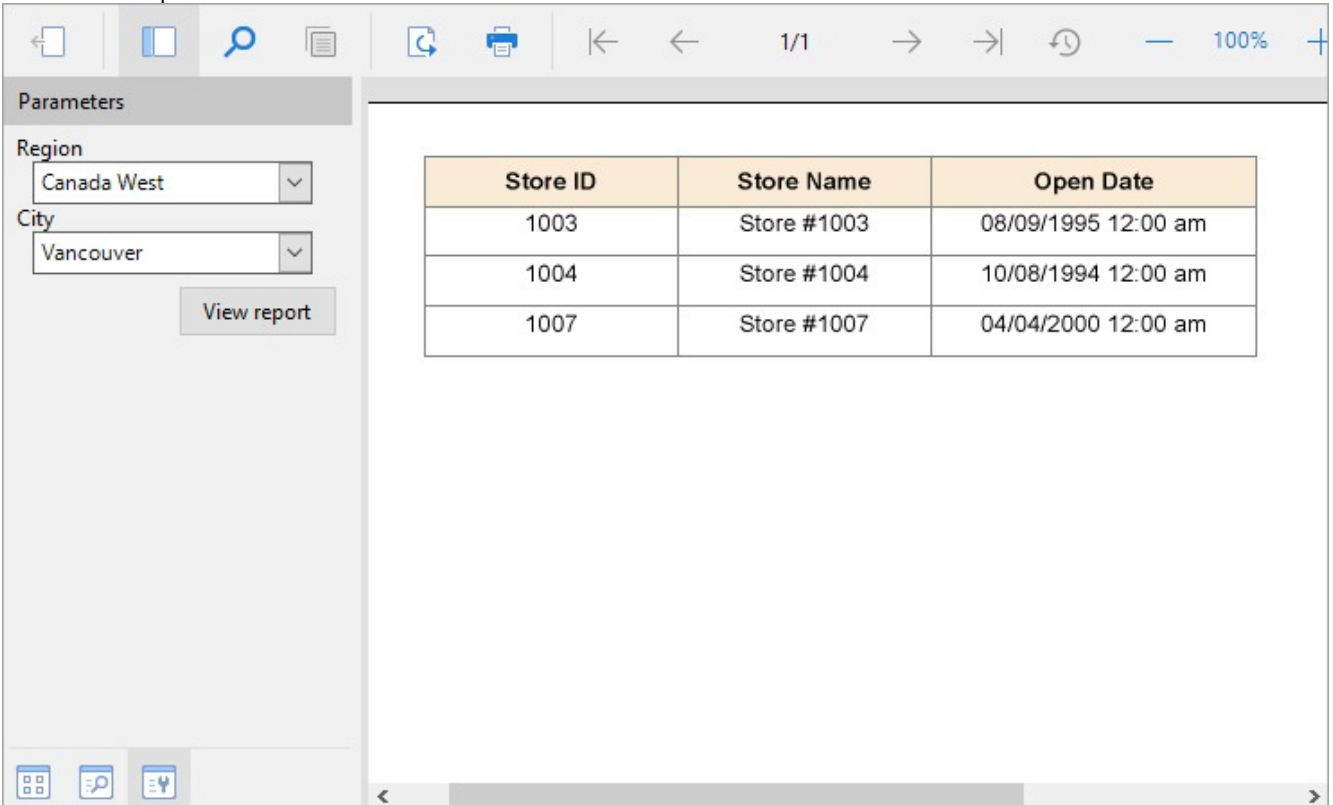 1/1
100%
Parameters
Region
Canada West
City
Vancouver
View report
Store ID Store Name Open Date
1003 Store #1003 08/09/1995 12:00 am
1004 Store #1004 10/08/1994 12:00 am
1007 Store #1007 04/04/2000 12:00 am